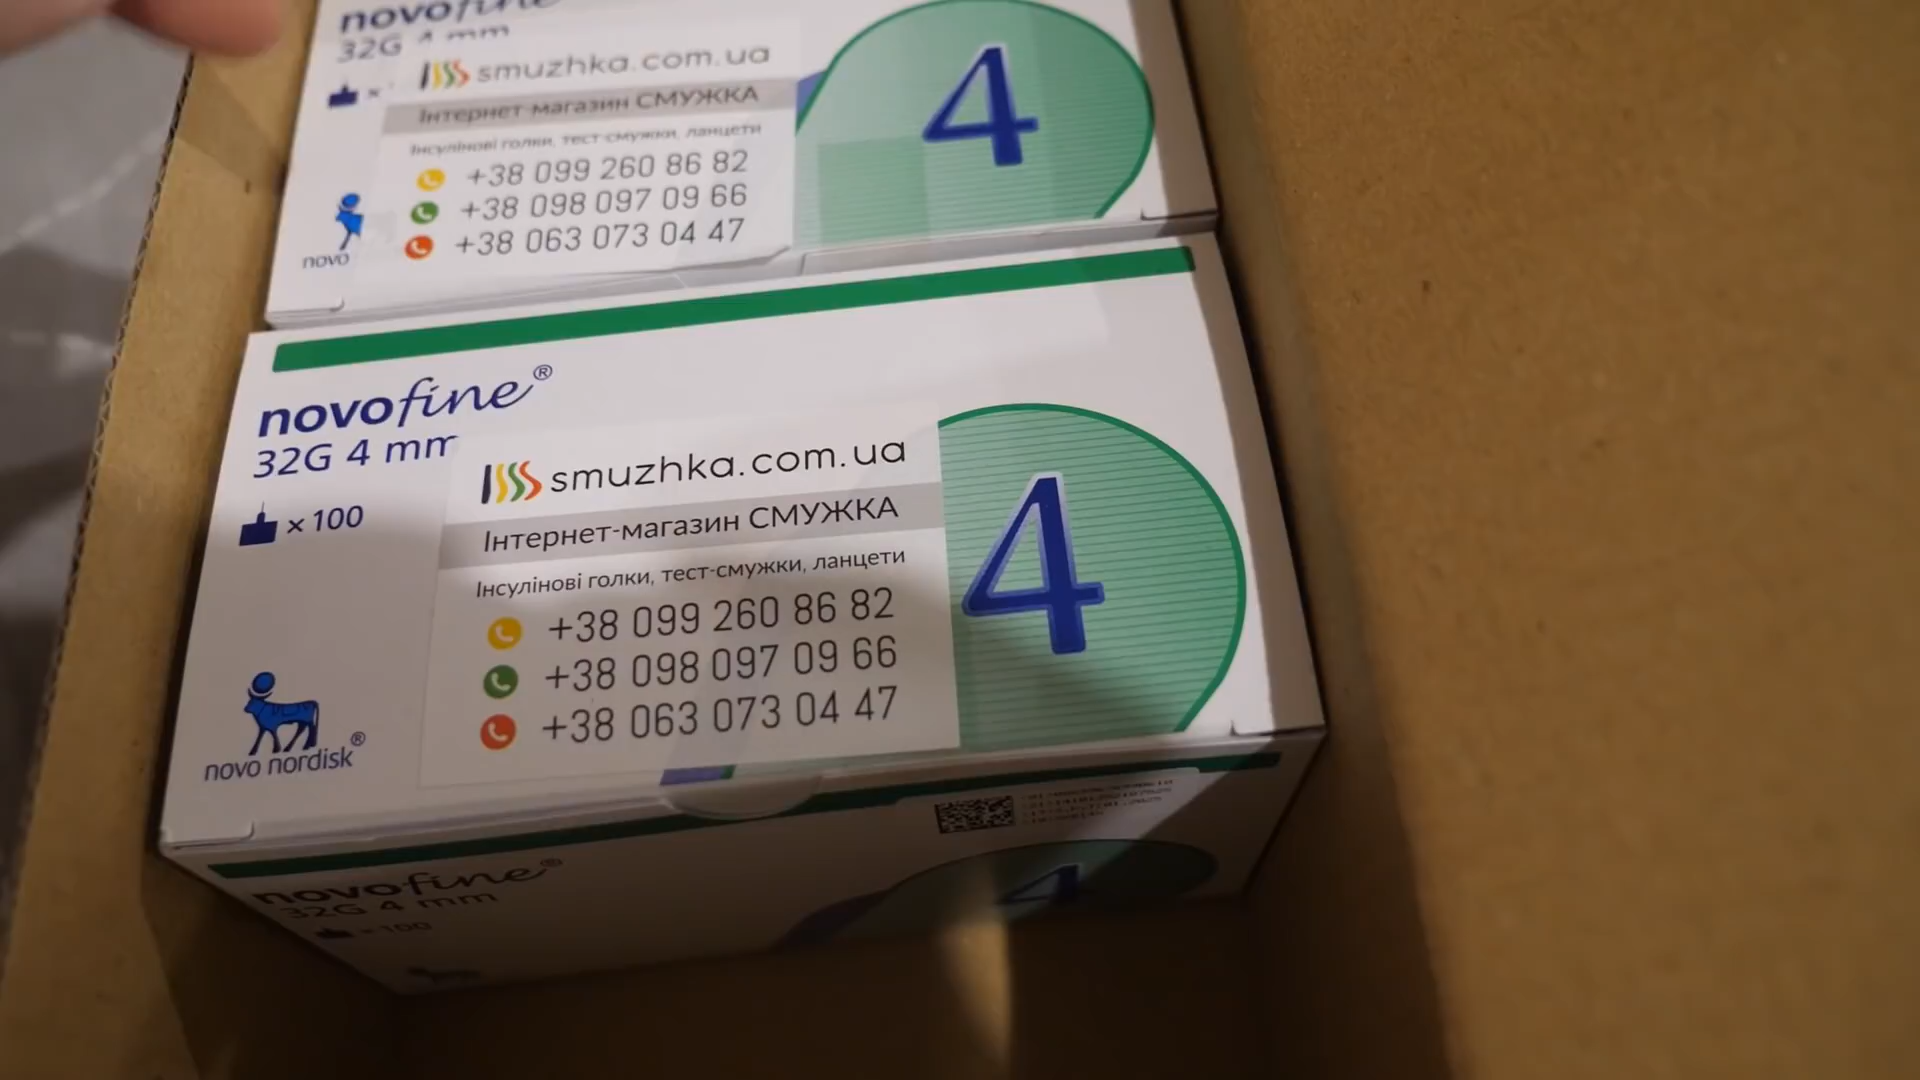 novofine
32G 4 mm
smuzhka.com.ua
Інтернет-магазин СМУЖКА
Інсулінові голки, тест-смужки, ланцети
+38 099 260 86 82
+38 098 097 09 66
+38 063 073 04 47
novo
4
novofine®
32G 4 mm
×100
smuzhka.com.ua
Інтернет-магазин СМУЖКА
Інсулінові голки, тест-смужки, ланцети
+38 099 260 86 82
+38 098 097 09 66
+38 063 073 04 47
4
novo nordisk®
novofine®
32G 4 mm
×100
4